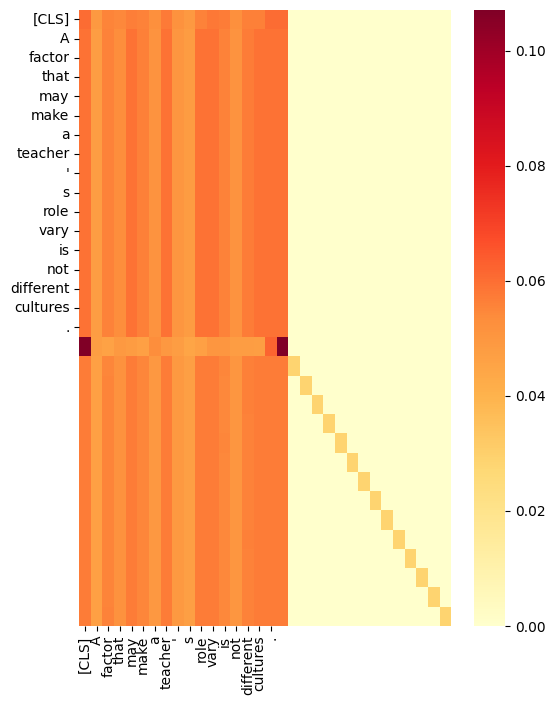 [CLS]
A
factor
that
may
make
a
teacher
'
s
role
vary
is
not
different
cultures
.
0.10
0.08
0.06
0.04
0.02
0.00
[CLS]
A
factor
that
may
make
a
teacher
'
s
role
vary
is
not
different
cultures
.